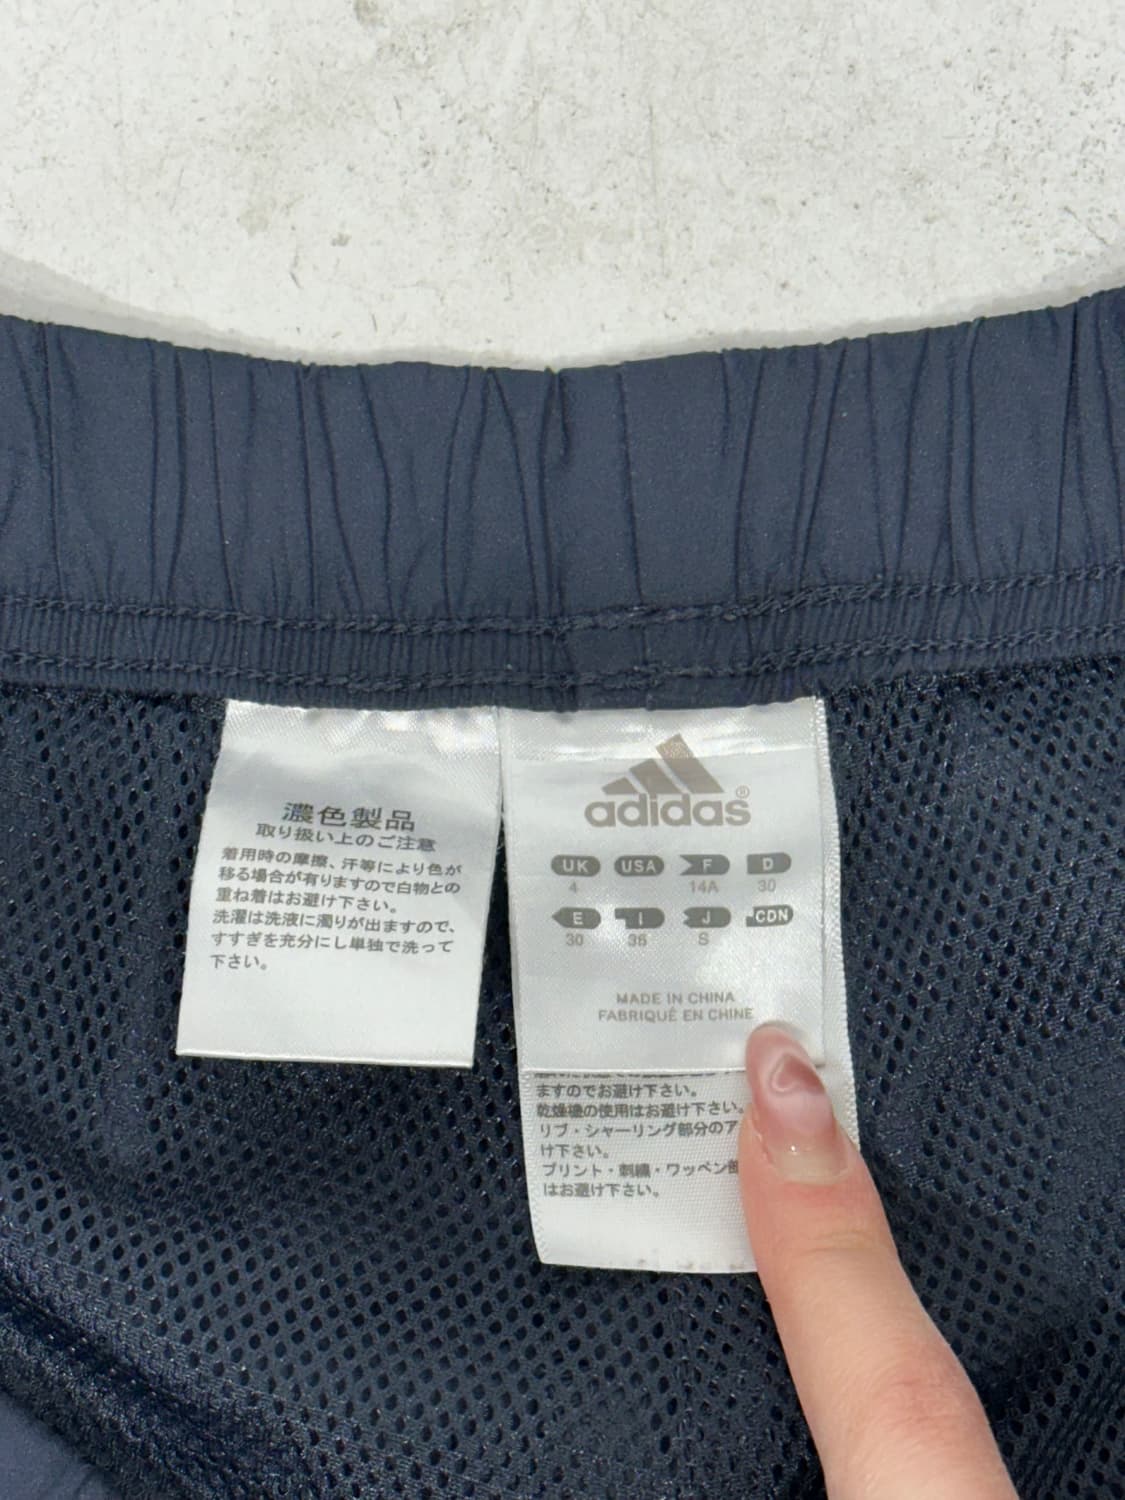 濃色製品
取り扱い上のご注意
着用時の摩擦、汗等により色が
移る場合が有りますので白物との
重ね着はお避け下さい。
洗濯は洗液に濁りが出ますので、
すすぎを充分にし単独で洗って
下さい。
adidas®
UK USA F D
4 14A 30
E I J CDN
30 36 S
MADE IN CHINA
FABRIQUÉ EN CHINE
ますのでお避け下さい。
乾燥機の使用はお避け下さい。
リブ・シャーリング部分のア
け下さい。
プリント・刺繍・ワッペン部
はお避け下さい。